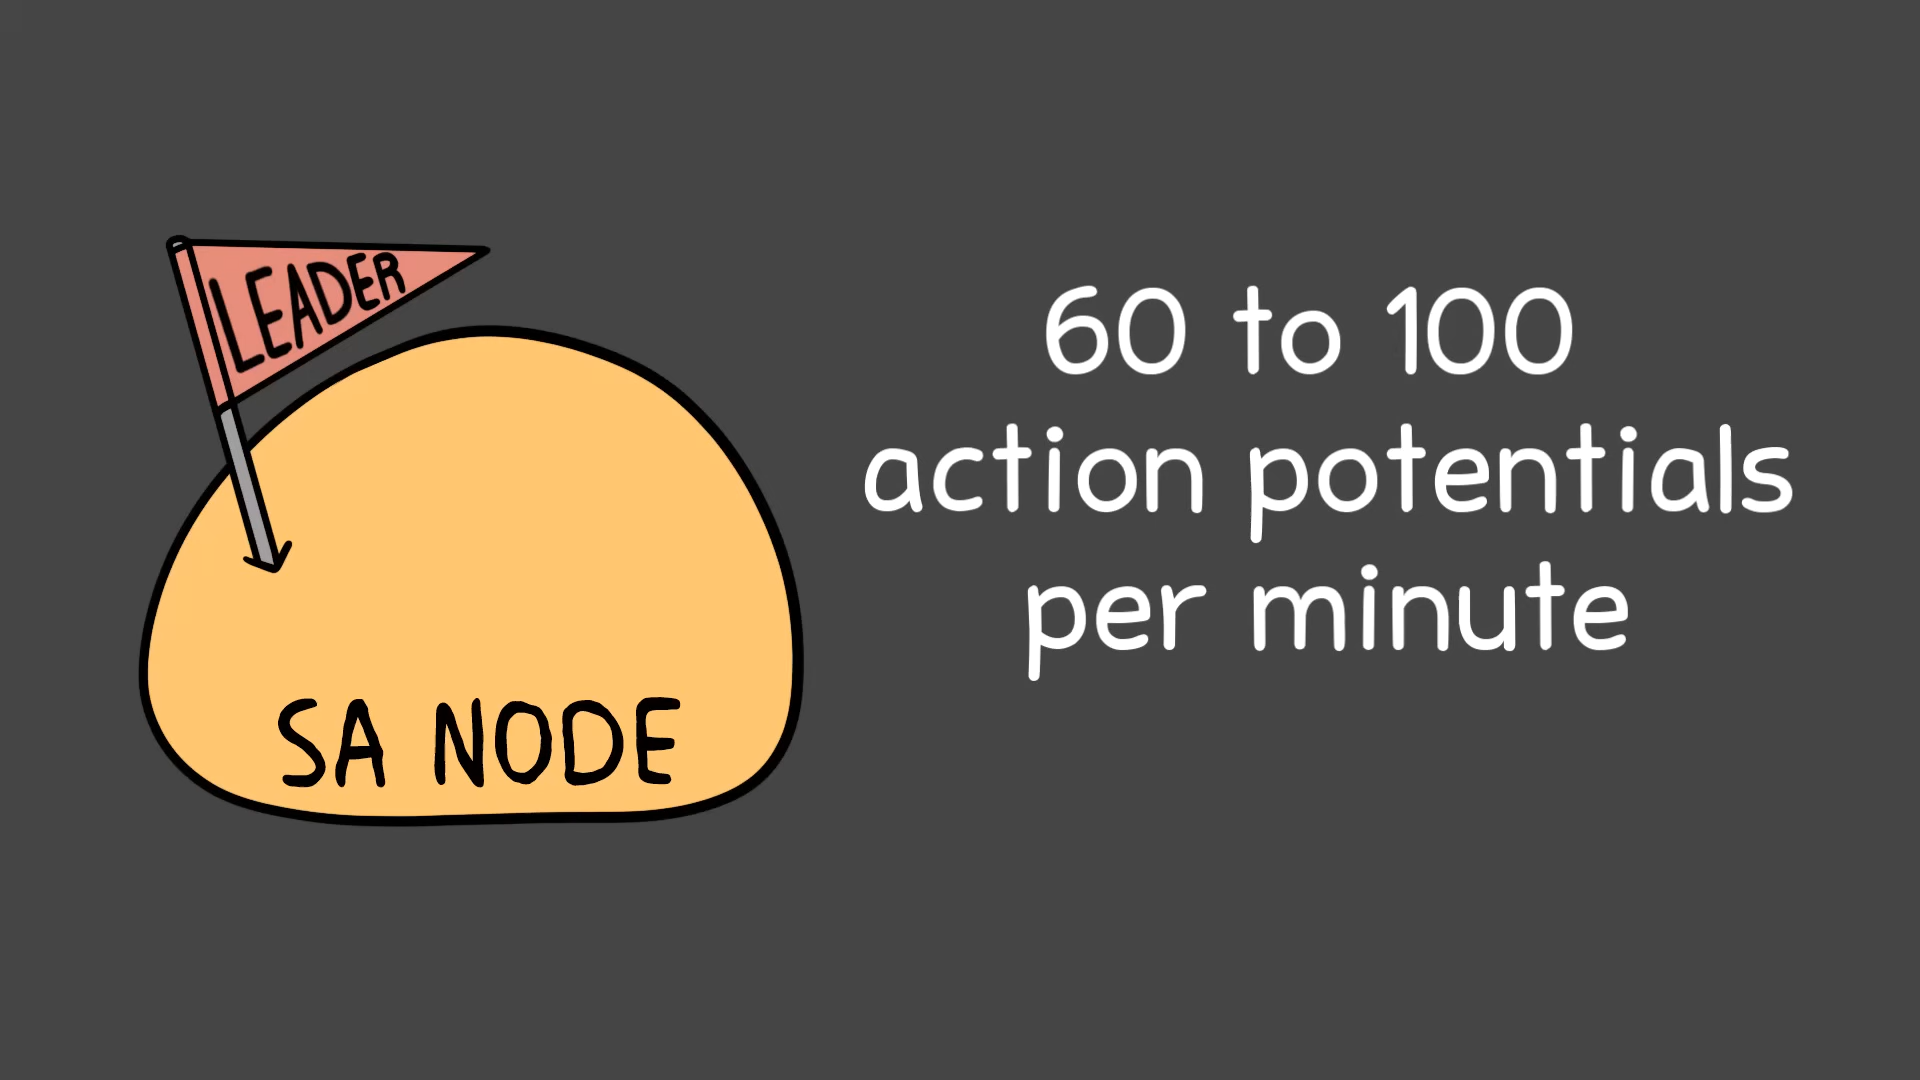 LEADER
SA NODE
60 to 100
action potentials
per minute